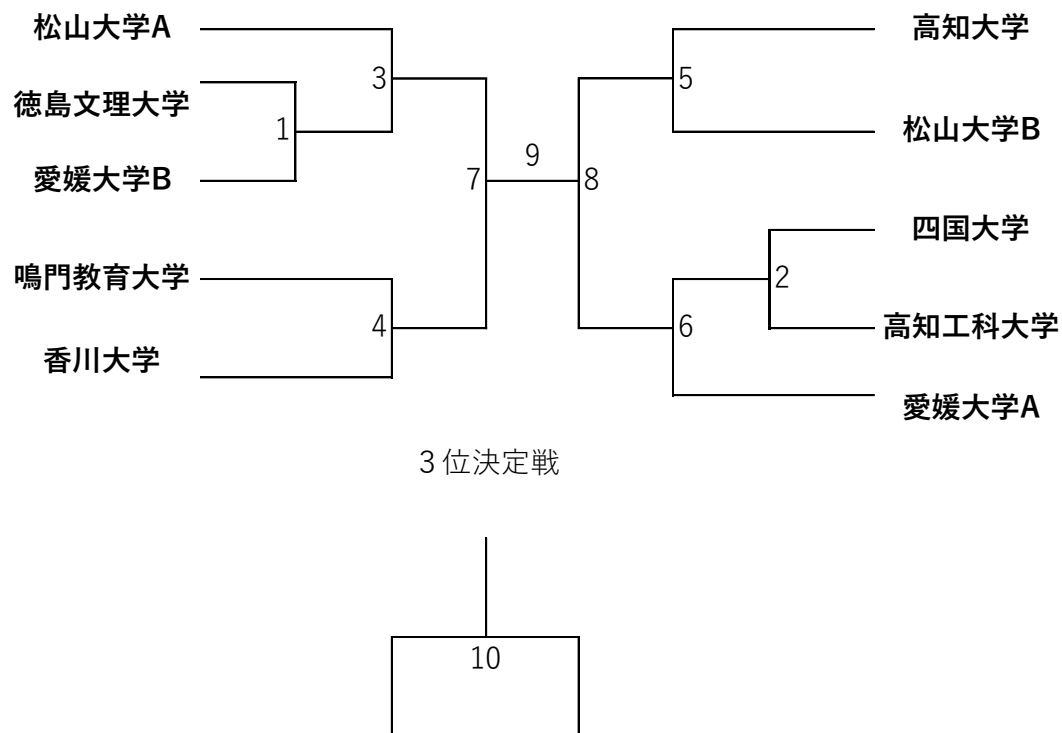 松山大学A
徳島文理大学
愛媛大学B
鳴門教育大学
香川大学
1
3
4
7
9
8
5
6
2
高知大学
松山大学B
四国大学
高知工科大学
愛媛大学A
３位決定戦
10